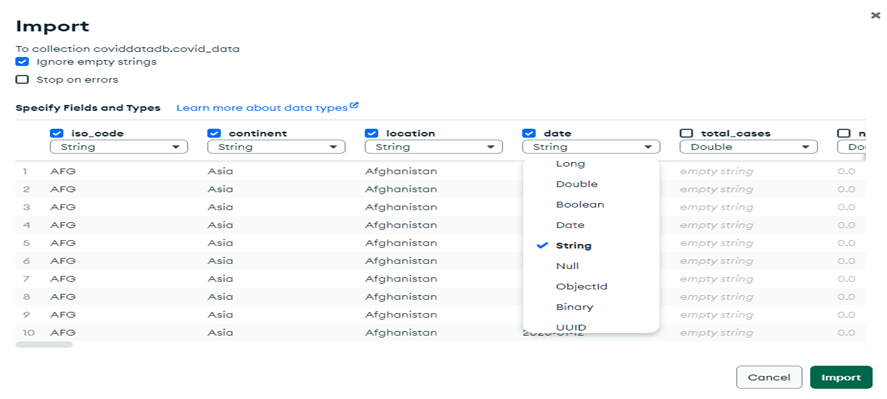 Import
To collection coviddatadb.covid_data
Ignore empty strings
Stop on errors
Specify Fields and Types Learn more about data types
iso_code continent location date total_cases n
String String String String Double Dou
1 AFG Asia Afghanistan empty string 0.0
2 AFG Asia Afghanistan empty string 0.0
3 AFG Asia Afghanistan empty string 0.0
4 AFG Asia Afghanistan empty string 0.0
5 AFG Asia Afghanistan empty string 0.0
6 AFG Asia Afghanistan empty string 0.0
7 AFG Asia Afghanistan empty string 0.0
8 AFG Asia Afghanistan empty string 0.0
9 AFG Asia Afghanistan empty string 0.0
10 AFG Asia Afghanistan empty string 0.0
Long
Double
Boolean
Date
String
Null
ObjectId
Binary
UUID
Cancel Import